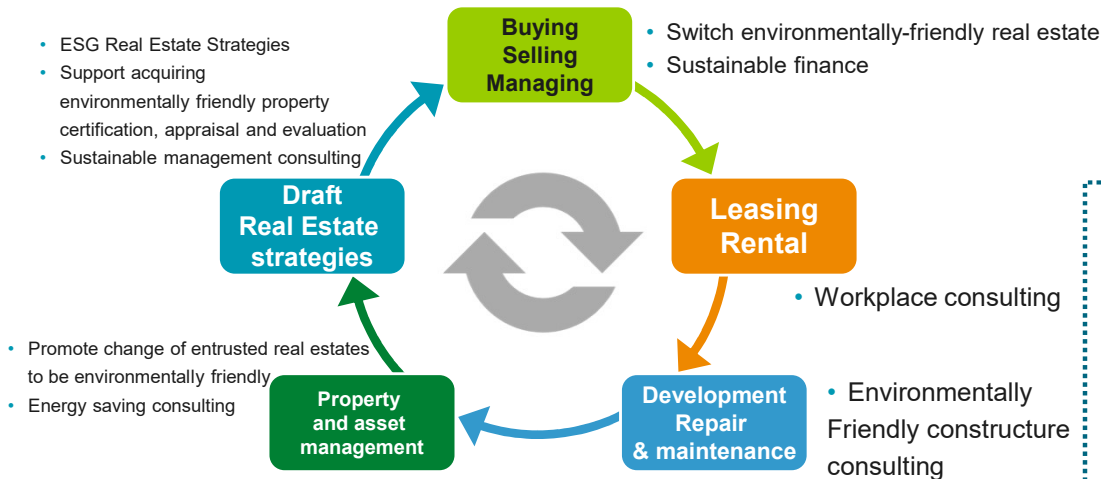 Buying
Selling
Managing
• Switch environmentally-friendly real estate
• Sustainable finance
Leasing
Rental
• Workplace consulting
Development
Repair
& maintenance
• Environmentally
Friendly constructure
consulting
Property
and asset
management
• Promote change of entrusted real estates
to be environmentally friendly
• Energy saving consulting
Draft
Real Estate
strategies
• ESG Real Estate Strategies
• Support acquiring
environmentally friendly property
certification, appraisal and evaluation
• Sustainable management consulting